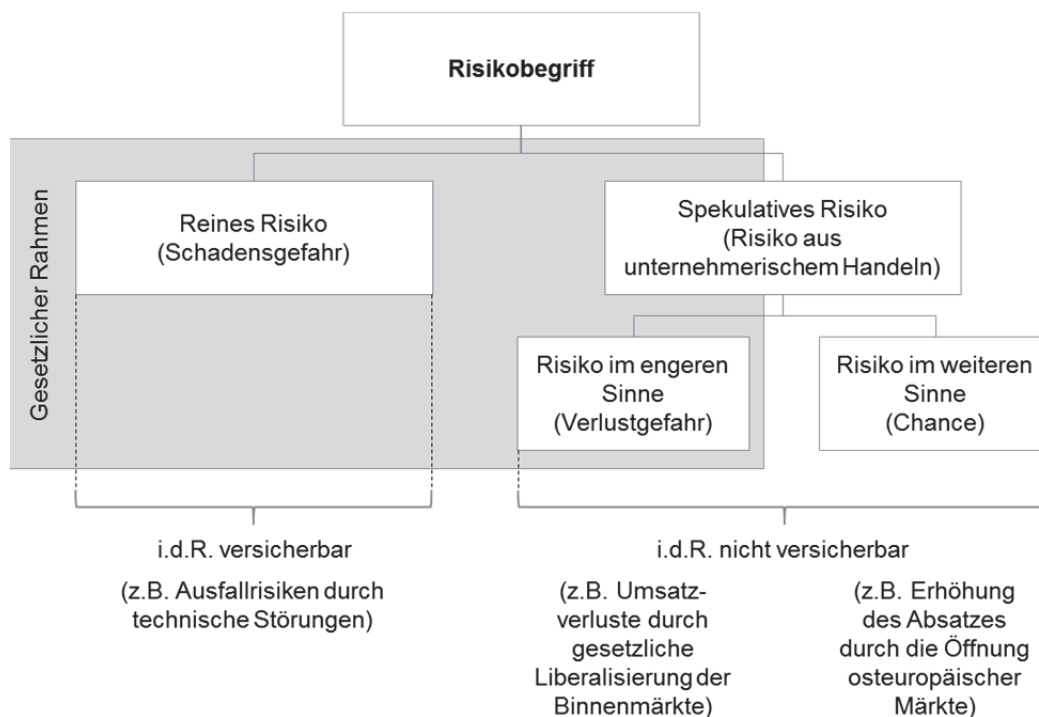 Risikobegriff
Gesetzlicher Rahmen
Reines Risiko
(Schadensgefahr)
Spekulatives Risiko
(Risiko aus
unternehmerischem Handeln)
Risiko im engeren
Sinne
(Verlustgefahr)
Risiko im weiteren
Sinne
(Chance)
i.d.R. versicherbar
(z.B. Ausfallrisiken durch
technische Störungen)
i.d.R. nicht versicherbar
(z.B. Umsatz-
verluste durch
gesetzliche
Liberalisierung der
Binnenmärkte)
(z.B. Erhöhung
des Absatzes
durch die Öffnung
osteuropäischer
Märkte)